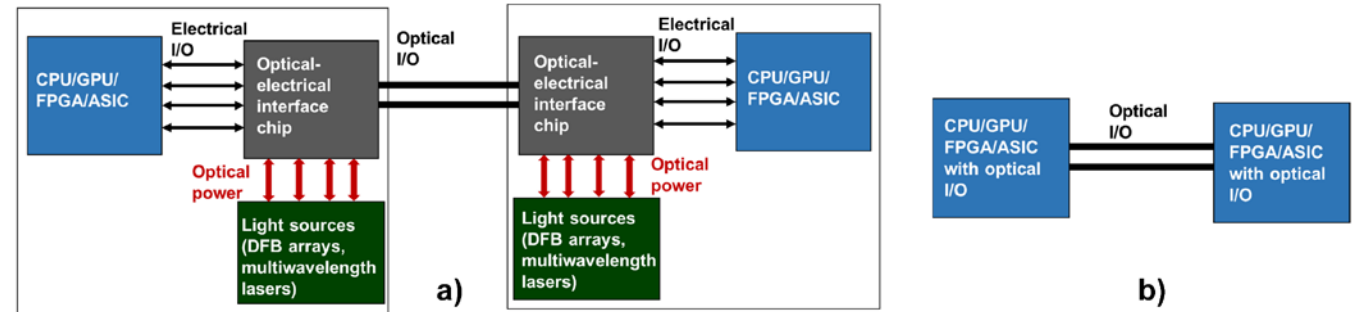 Electrical
I/O
CPU/GPU/
FPGA/ASIC
Optical-
electrical
interface
chip
Optical
I/O
Optical
power
Light sources
(DFB arrays,
multiwavelength
lasers)
a)
Electrical
I/O
Optical-
electrical
interface
chip
CPU/GPU/
FPGA/ASIC
Optical
power
Light sources
(DFB arrays,
multiwavelength
lasers)
CPU/GPU/
FPGA/ASIC
with optical
I/O
Optical
I/O
CPU/GPU/
FPGA/ASIC
with optical
I/O
b)